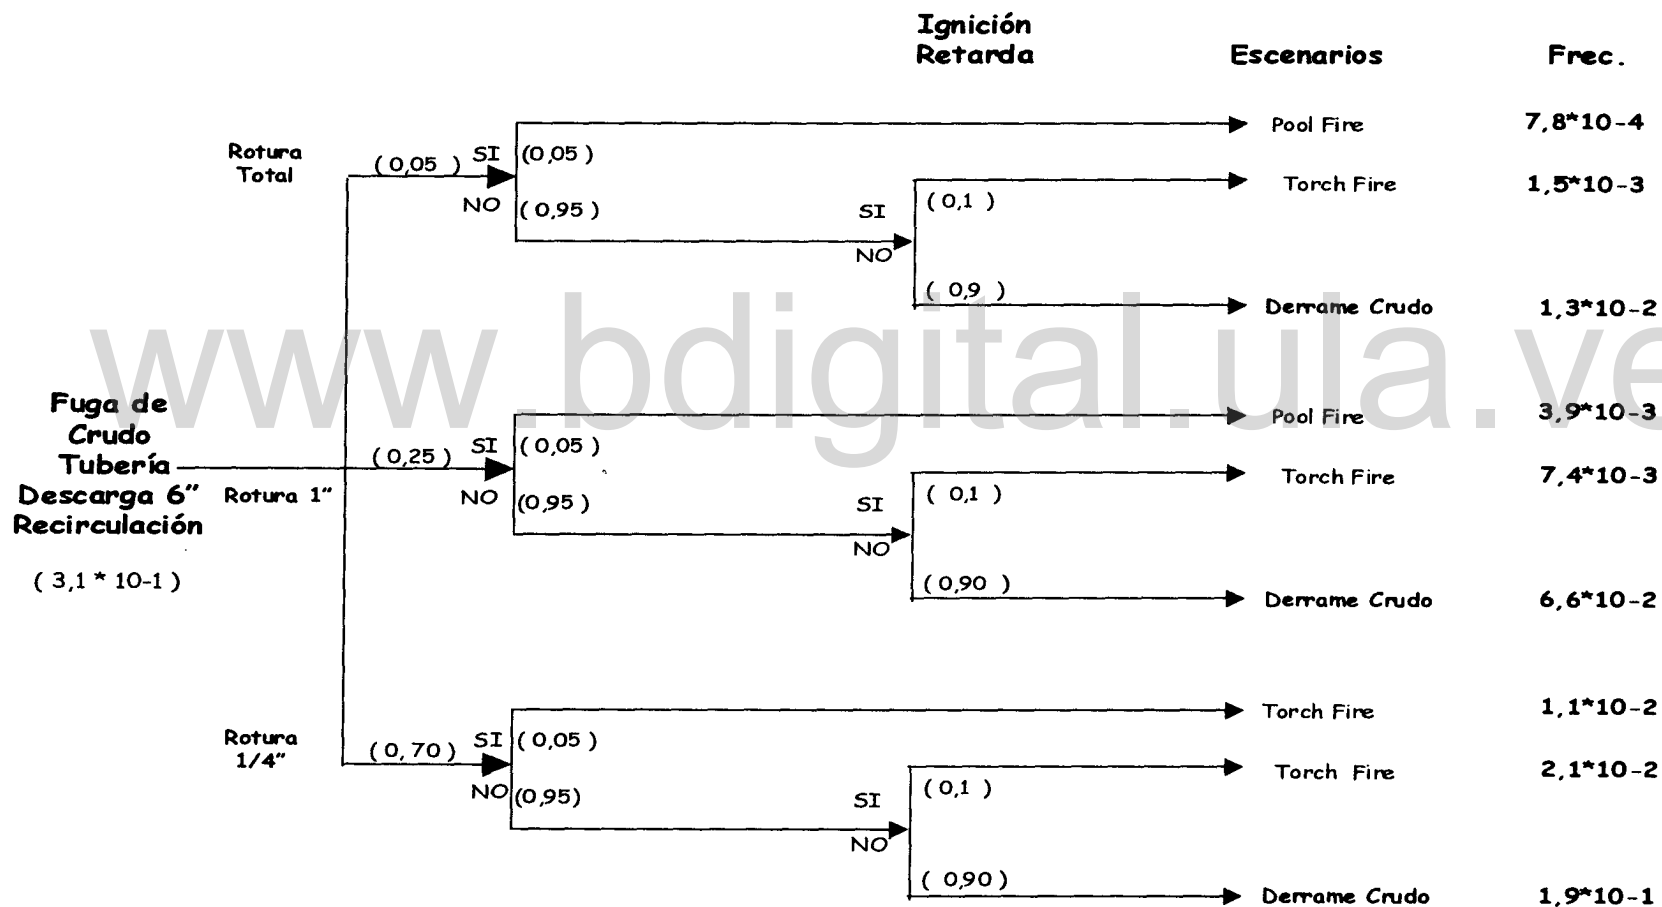 Ignición
Retarda
Escenarios
Frec.
Rotura
Total
( 0,05 )
SI
NO
(0,05 )
( 0,95 )
Pool Fire
7,8*10-4
SI
NO
( 0,1 )
Torch Fire
1,5*10-3
( 0,9 )
Derrame Crudo
1,3*10-2
www.bdigital.ula.ve
Fuga de
Crudo
Tubería
Descarga 6"
Recirculación
( 3,1 * 10-1 )
Rotura 1"
( 0,25 )
SI
NO
( 0,05 )
(0,95 )
Pool Fire
3,9*10-3
SI
NO
( 0,1 )
Torch Fire
7,4*10-3
( 0,90 )
Derrame Crudo
6,6*10-2
Rotura
1/4"
( 0,70 )
SI
NO
( 0,05 )
(0,95)
Torch Fire
1,1*10-2
SI
NO
( 0,1 )
Torch Fire
2,1*10-2
( 0,90 )
Derrame Crudo
1,9*10-1